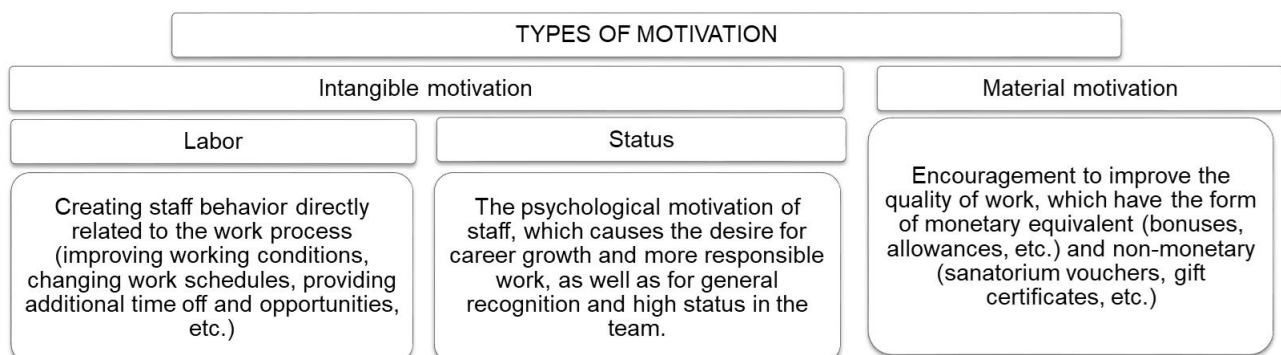 TYPES OF MOTIVATION
Intangible motivation
Material motivation
Labor
Status
Creating staff behavior directly
related to the work process
(improving working conditions,
changing work schedules, providing
additional time off and opportunities,
etc.)
The psychological motivation of
staff, which causes the desire for
career growth and more responsible
work, as well as for general
recognition and high status in the
team.
Encouragement to improve the
quality of work, which have the form
of monetary equivalent (bonuses,
allowances, etc.) and non-monetary
(sanatorium vouchers, gift
certificates, etc.)